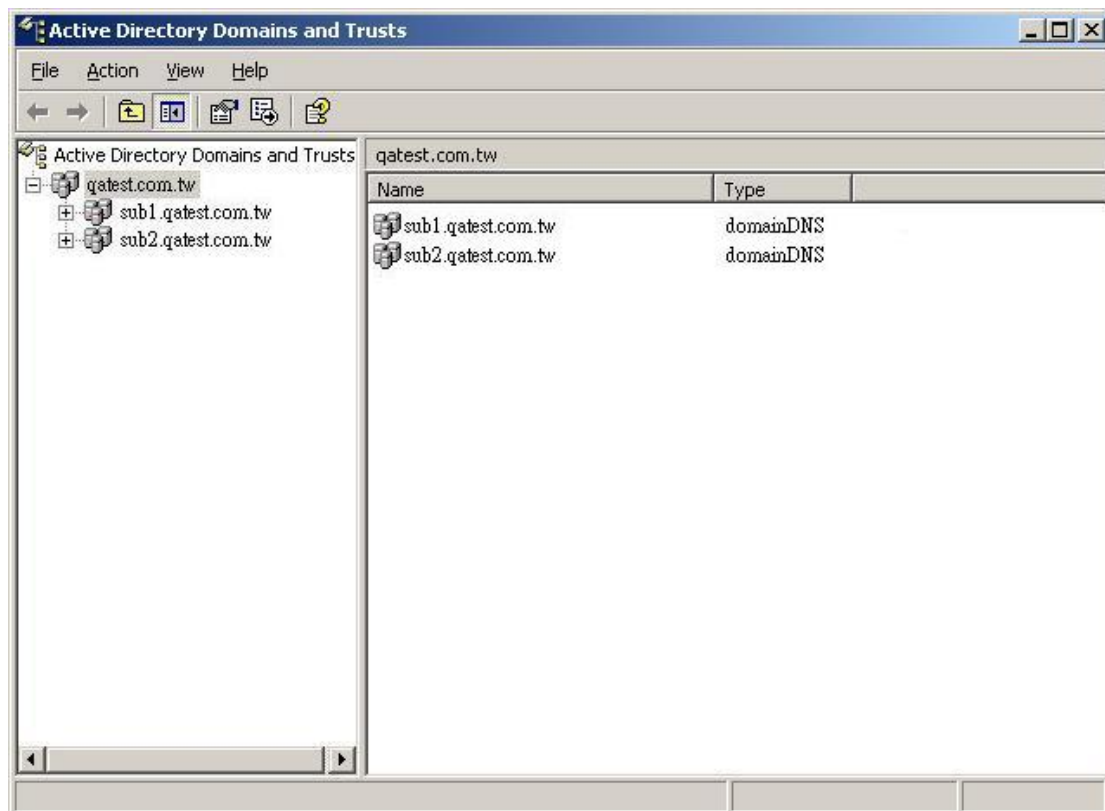 Active Directory Domains and Trusts
File Action View Help
Active Directory Domains and Trusts
qatest.com.tw
sub1.qatest.com.tw
sub2.qatest.com.tw
qatest.com.tw
Name Type
sub1.qatest.com.tw domainDNS
sub2.qatest.com.tw domainDNS